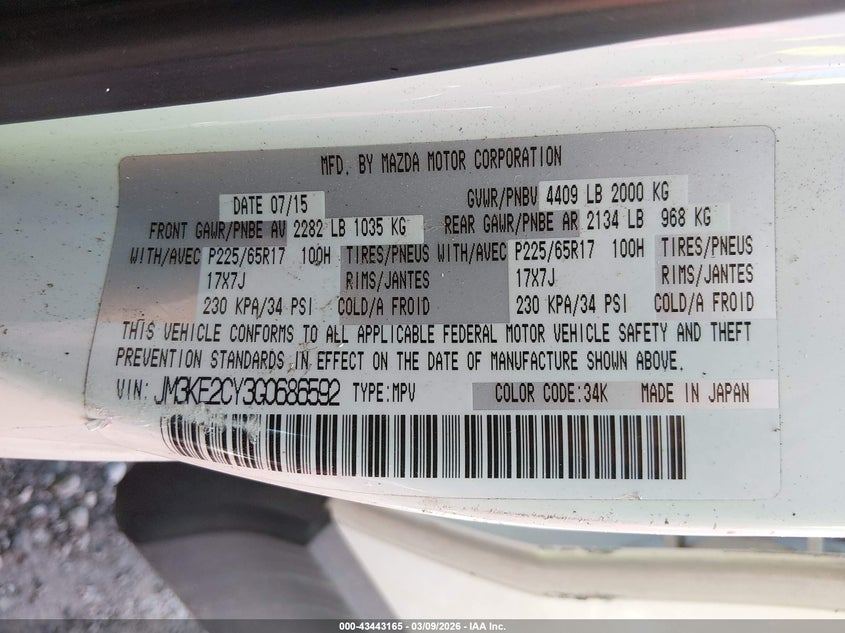 MFD. BY MAZDA MOTOR CORPORATION
DATE 07/15 GVWR/PNBV 4409 LB 2000 KG
FRONT GAWR/PNBE AV 2282 LB 1035 KG REAR GAWR/PNBE AR 2134 LB 968 KG
WITH/AVEC P225/65R17 100H TIRES/PNEUS WITH/AVEC P225/65R17 100H TIRES/PNEUS
17X7J RIMS/JANTES 17X7J RIMS/JANTES
230 KPA/34 PSI COLD/A FROID 230 KPA/34 PSI COLD/A FROID
THIS VEHICLE CONFORMS TO ALL APPLICABLE FEDERAL MOTOR VEHICLE SAFETY AND THEFT
PREVENTION STANDARDS IN EFFECT ON THE DATE OF MANUFACTURE SHOWN ABOVE.
VIN: JM3KE2CY3G0686592 TYPE:MPV COLOR CODE:34K MADE IN JAPAN
000-43443165 - 03/09/2026 - IAA Inc.